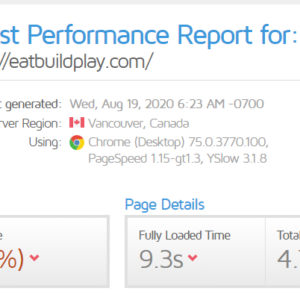 st Performance Report for:
//eatbuildplay.com/
generated: Wed, Aug 19, 2020 6:23 AM -0700
rver Region: Vancouver, Canada
Using: Chrome (Desktop) 75.0.3770.100,
PageSpeed 1.15-gt1.3, YSlow 3.1.8
Page Details
e Fully Loaded Time Total
%) 9.3s 4.